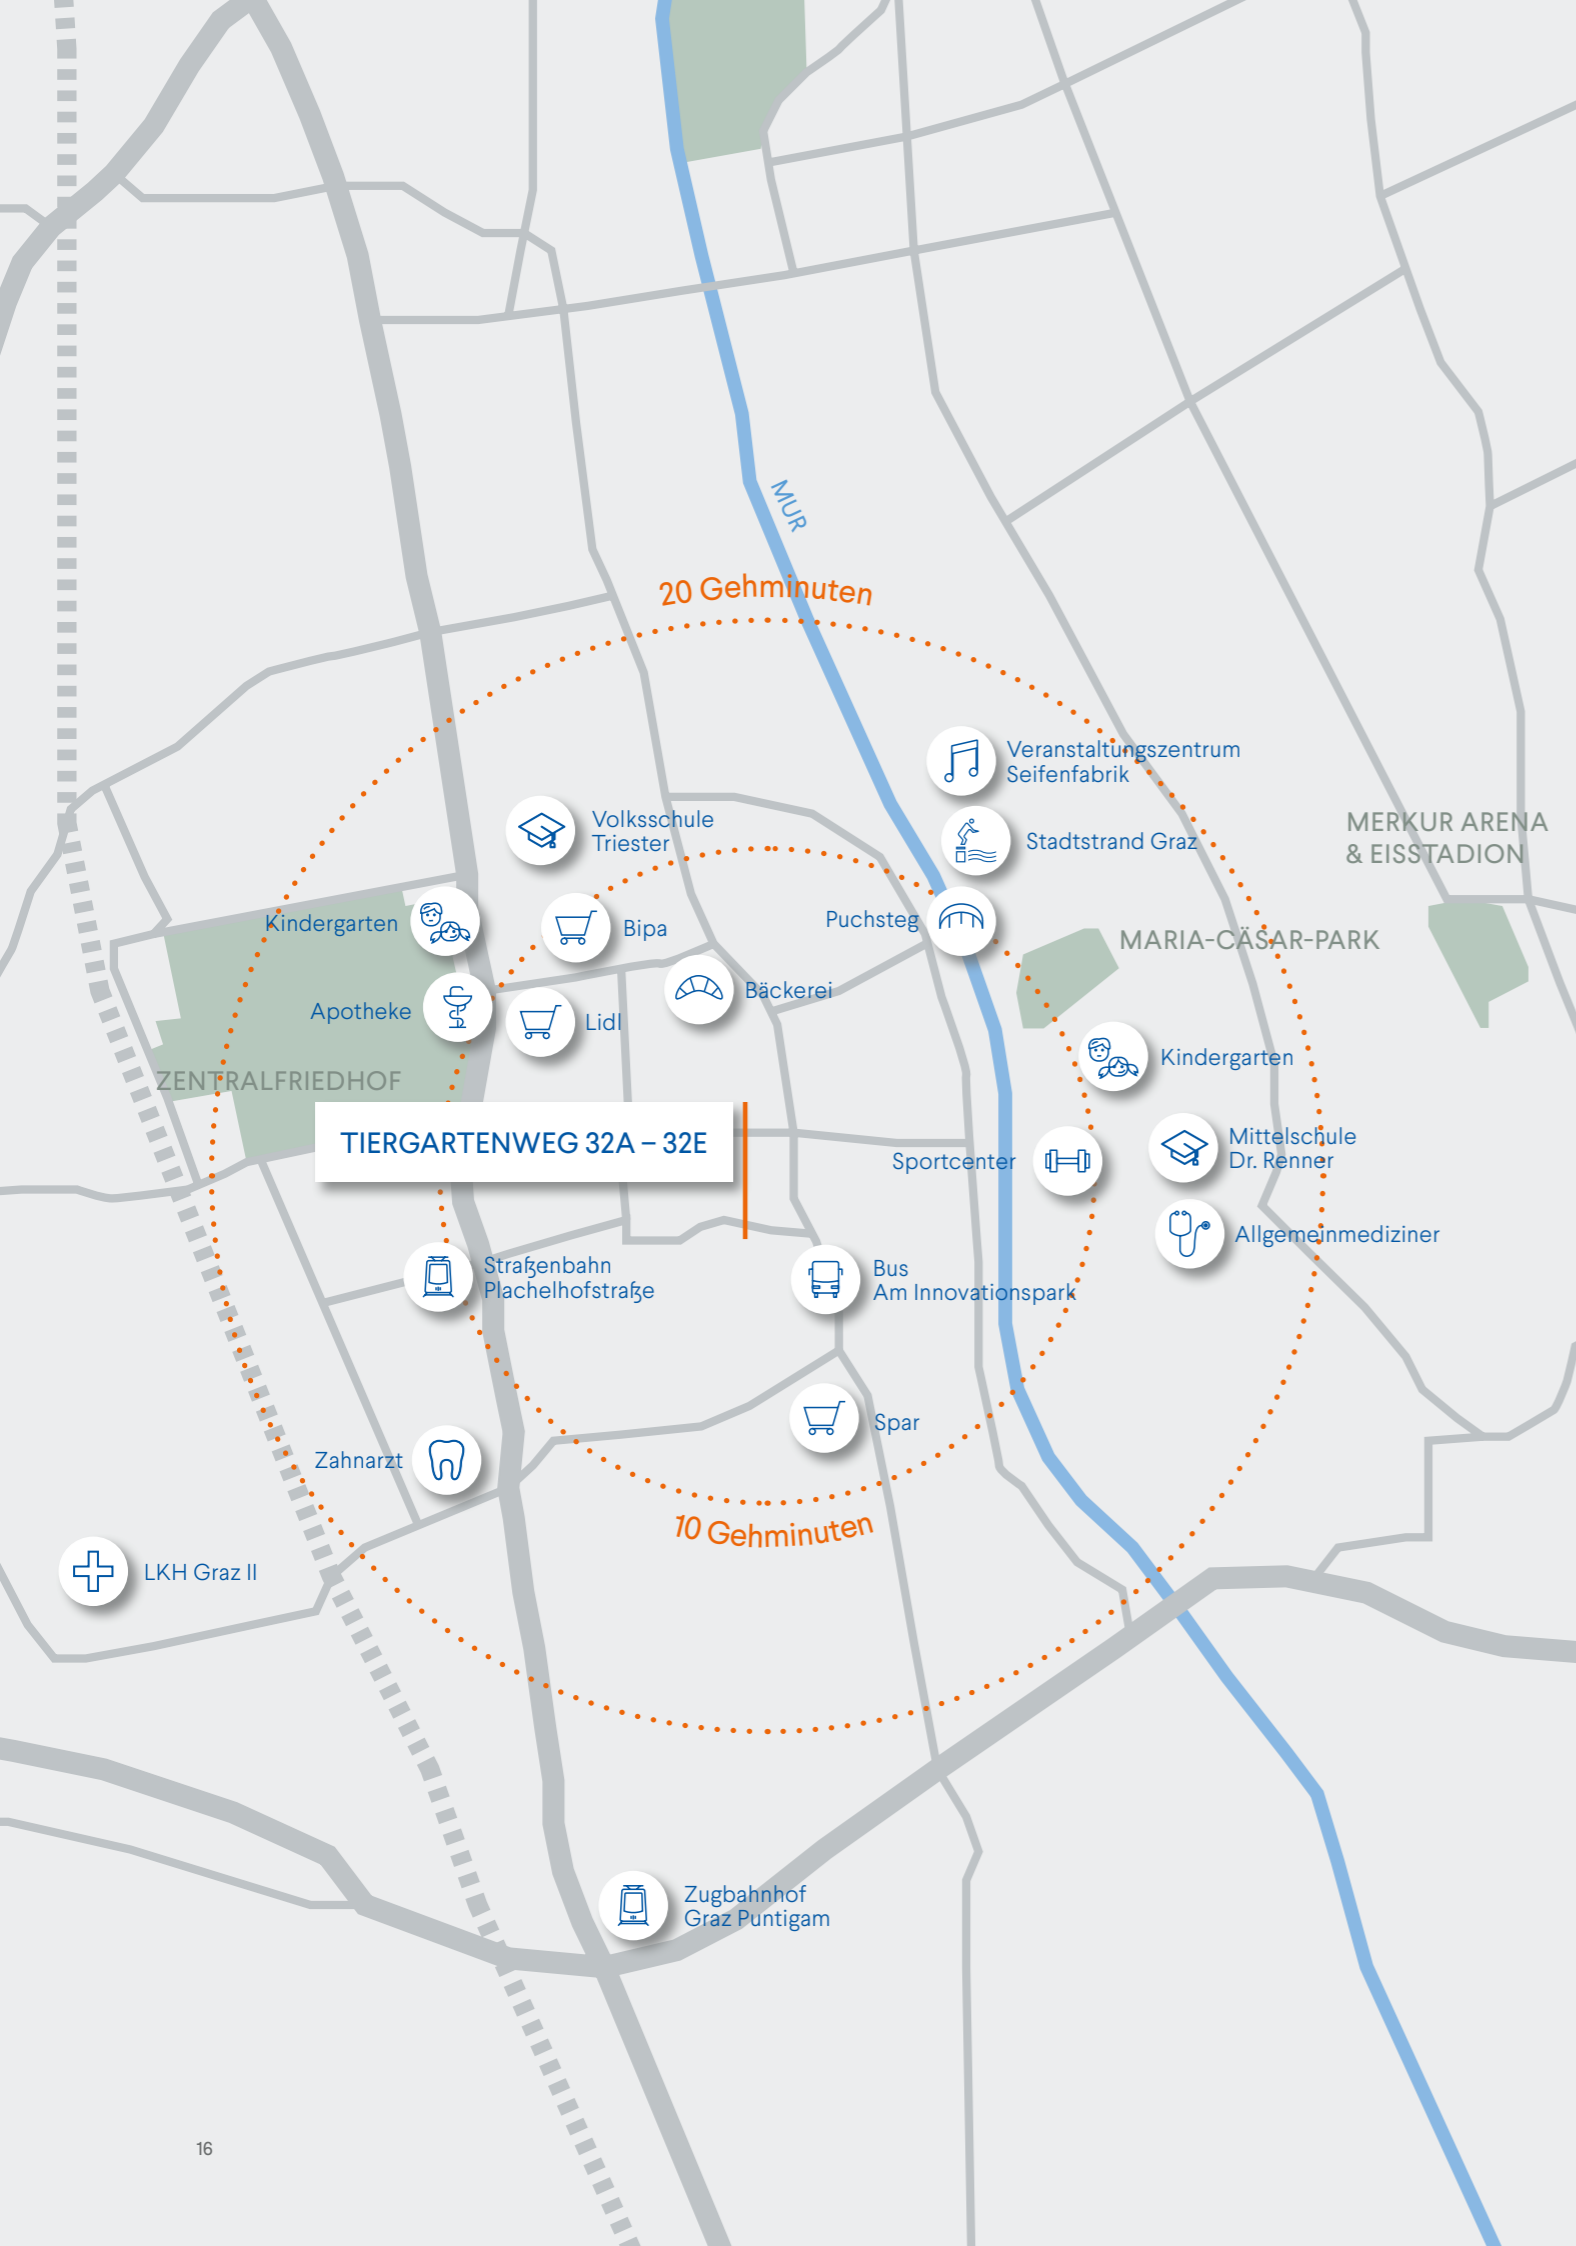 MUR
20 Gehminuten
Veranstaltungszentrum
Seifenfabrik
Volksschule
Triester
Stadtstrand Graz
MERKUR ARENA
& EISSTADION
Kindergarten
Bipa
Puchsteg
MARIA-CÄSAR-PARK
Bäckerei
Apotheke
Lidl
Kindergarten
ZENTRALFRIEDHOF
TIERGARTENWEG 32A – 32E
Sportcenter
Mittelschule
Dr. Renner
Allgemeinmediziner
Straßenbahn
Plachelhofstraße
Bus
Am Innovationspark
Spar
Zahnarzt
10 Gehminuten
LKH Graz II
Zugbahnhof
Graz Puntigam
16